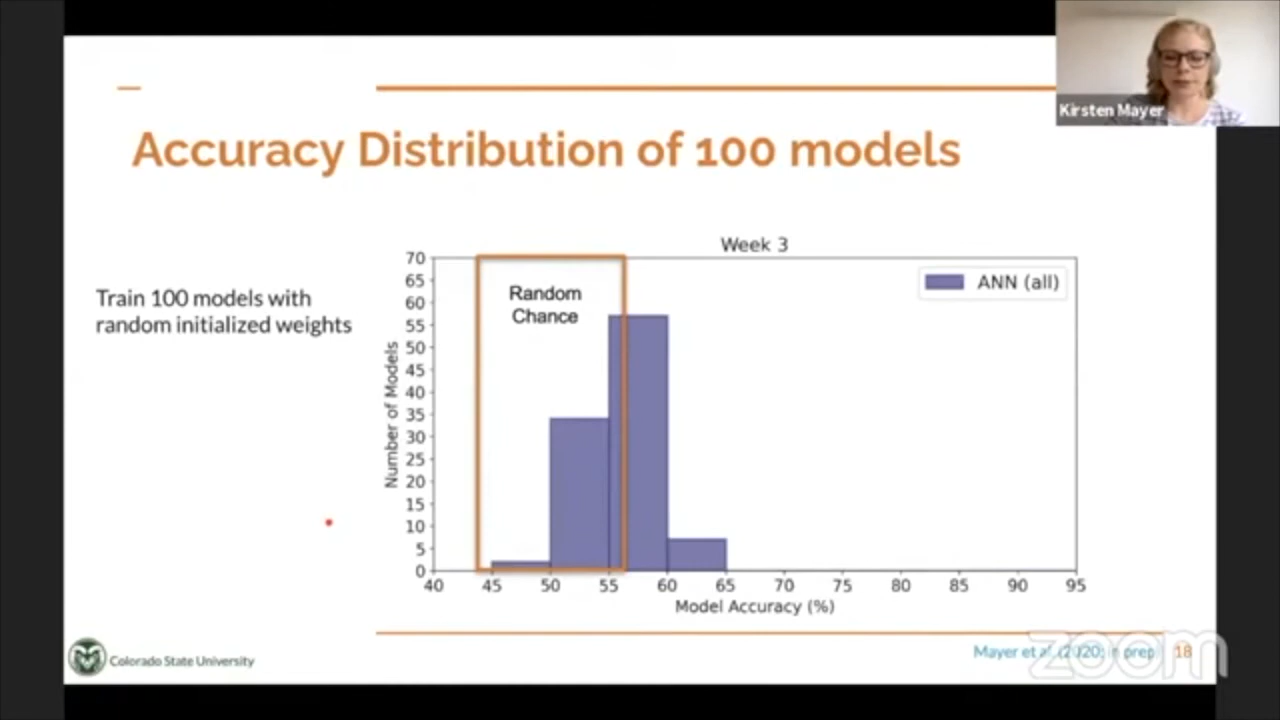 Kirsten Mayer
Accuracy Distribution of 100 models
Train 100 models with
random initialized weights
Week 3
ANN (all)
Random
Chance
Number of Models
70
65
60
55
50
45
40
35
30
25
20
15
10
5
0
40 45 50 55 60 65 70 75 80 85 90 95
Model Accuracy (%)
Colorado State University
Mayer et al. (2020; in prep) 18
zoom